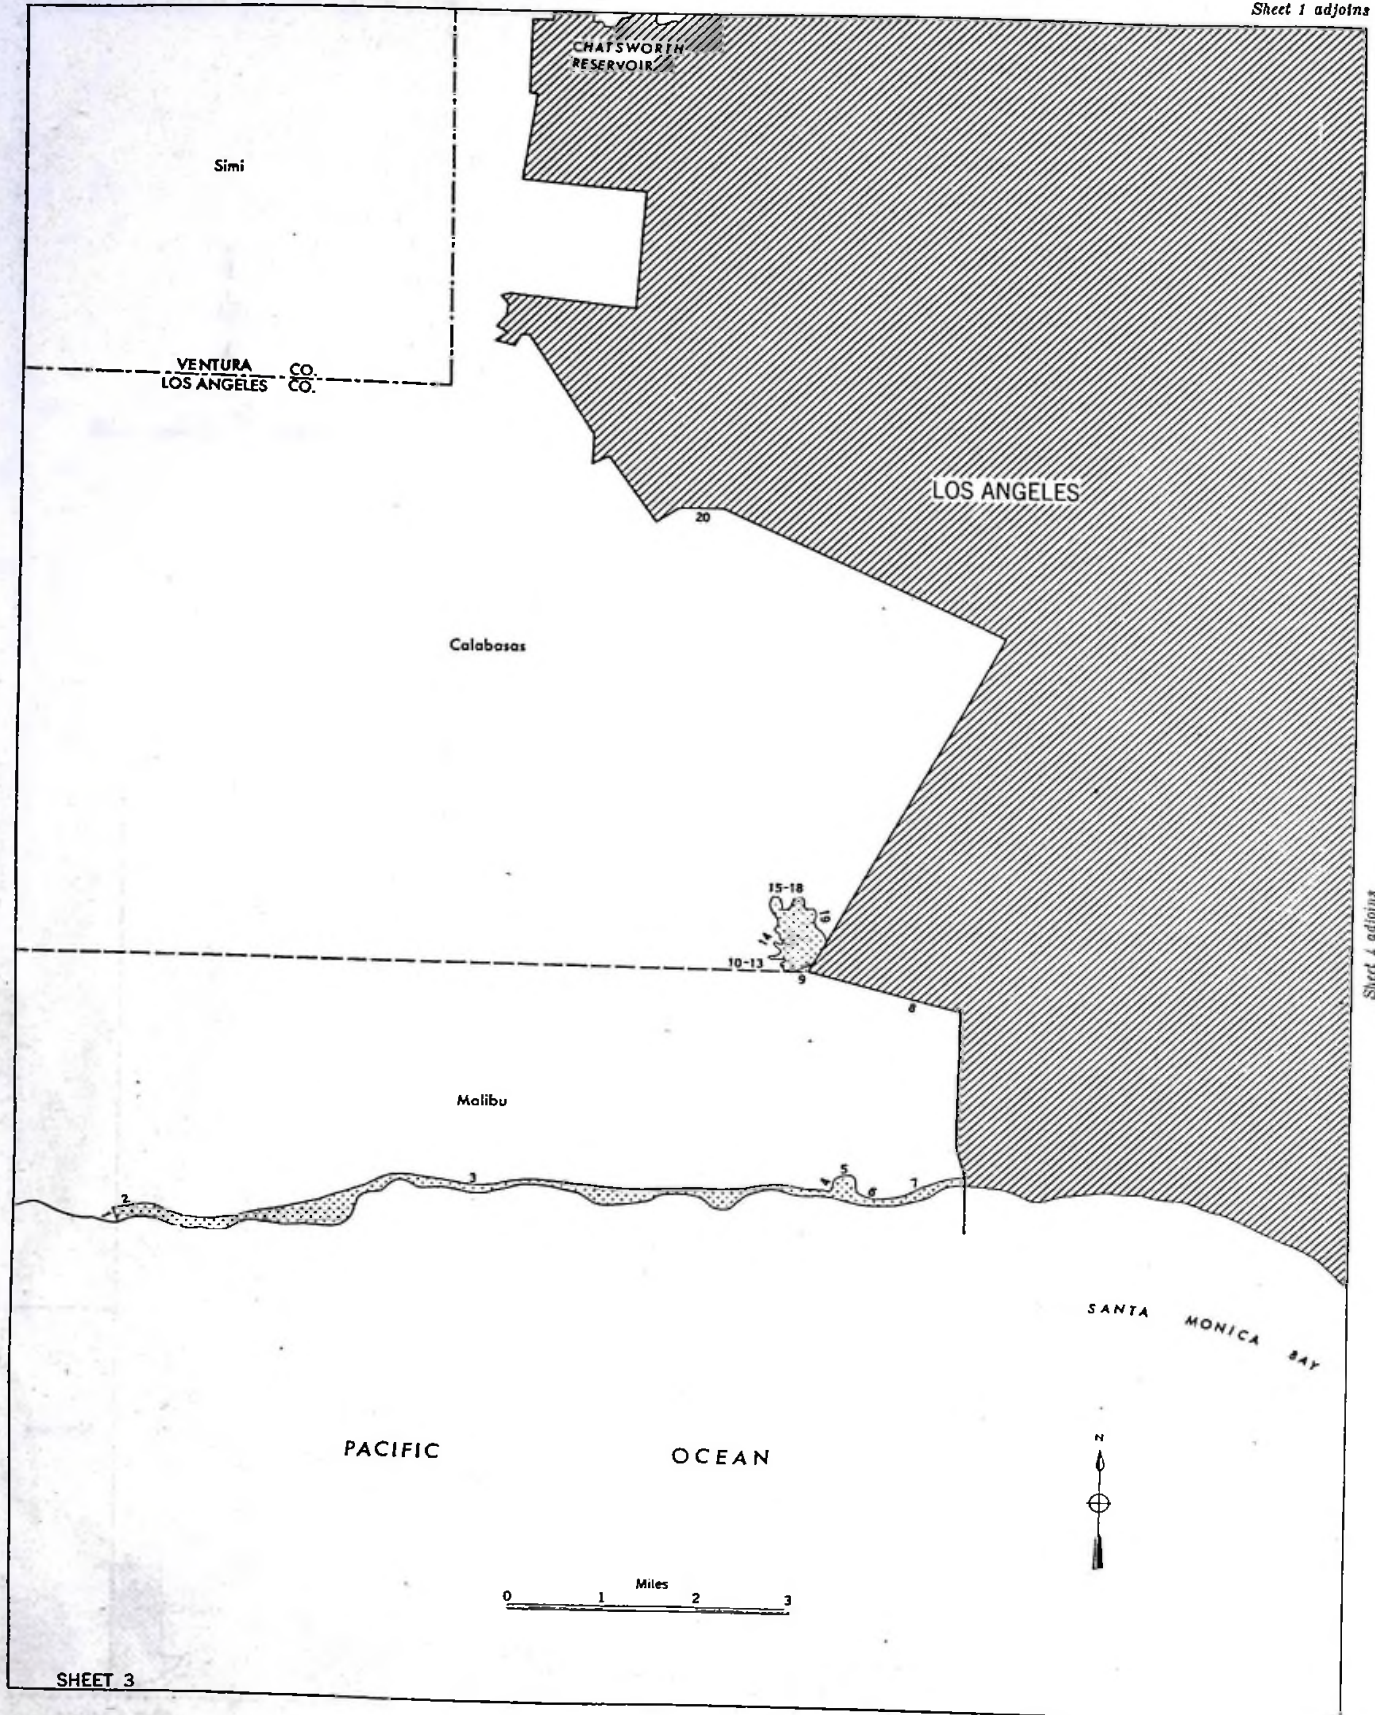 Sheet 1 adjoins
CHATSWORTH
RESERVOIR
Simi
VENTURA CO.
LOS ANGELES CO.
LOS ANGELES
20
Calabasas
15-18
19
14
10-13
9
8
Sheet 4 adjoins
Malibu
2
3
4
5
6
7
SANTA MONICA BAY
PACIFIC OCEAN
N
Miles
0 1 2 3
SHEET 3